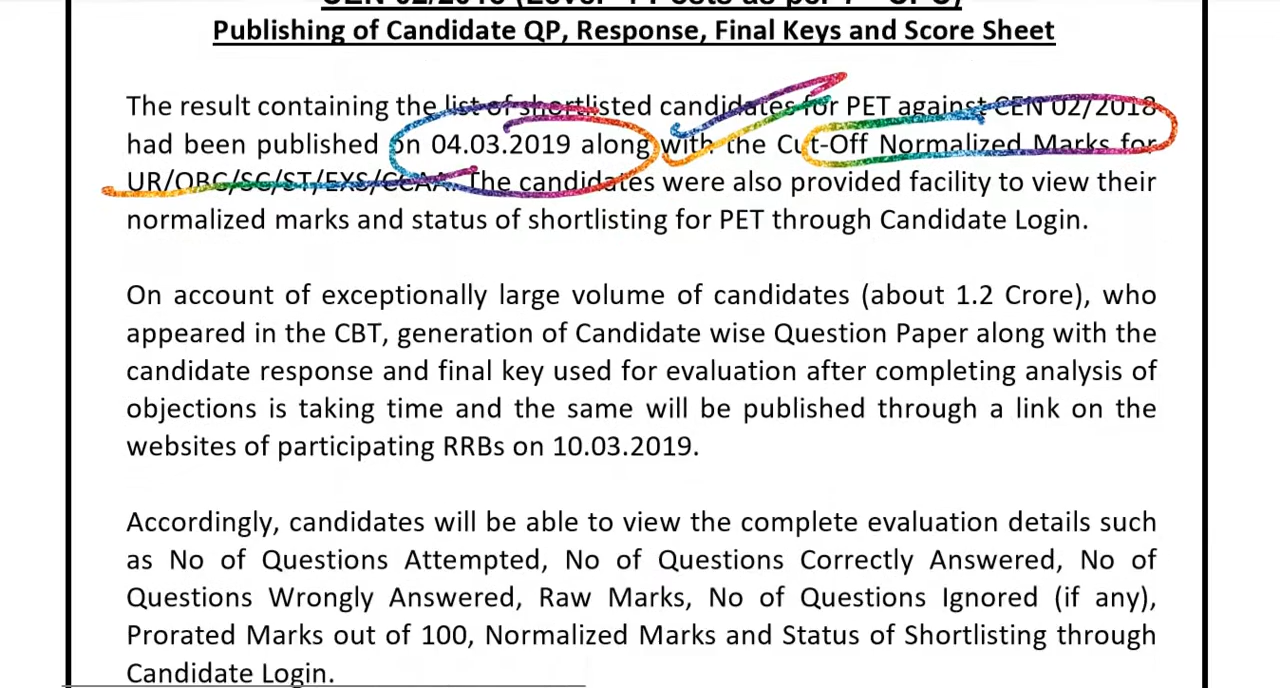 Publishing of Candidate QP, Response, Final Keys and Score Sheet
The result containing the list of shortlisted candidates for PET against CEN 02/2018
had been published on 04.03.2019 along with the Cut-Off Normalized Marks for
UR/OBC/SC/ST/EXS/CCAA. The candidates were also provided facility to view their
normalized marks and status of shortlisting for PET through Candidate Login.
On account of exceptionally large volume of candidates (about 1.2 Crore), who
appeared in the CBT, generation of Candidate wise Question Paper along with the
candidate response and final key used for evaluation after completing analysis of
objections is taking time and the same will be published through a link on the
websites of participating RRBs on 10.03.2019.
Accordingly, candidates will be able to view the complete evaluation details such
as No of Questions Attempted, No of Questions Correctly Answered, No of
Questions Wrongly Answered, Raw Marks, No of Questions Ignored (if any),
Prorated Marks out of 100, Normalized Marks and Status of Shortlisting through
Candidate Login.